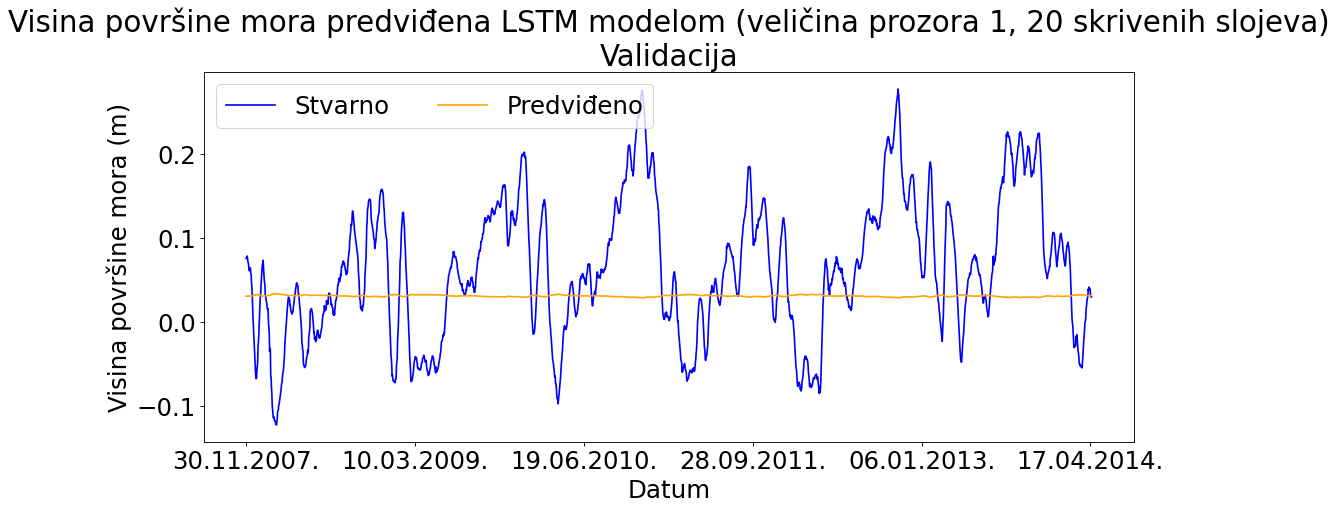 Visina površine mora predviđena LSTM modelom (veličina prozora 1, 20 skrivenih slojeva)
Validacija
Stvarno Predviđeno
Visina površine mora (m)
0.2
0.1
0.0
−0.1
30.11.2007. 10.03.2009. 19.06.2010. 28.09.2011. 06.01.2013. 17.04.2014.
Datum